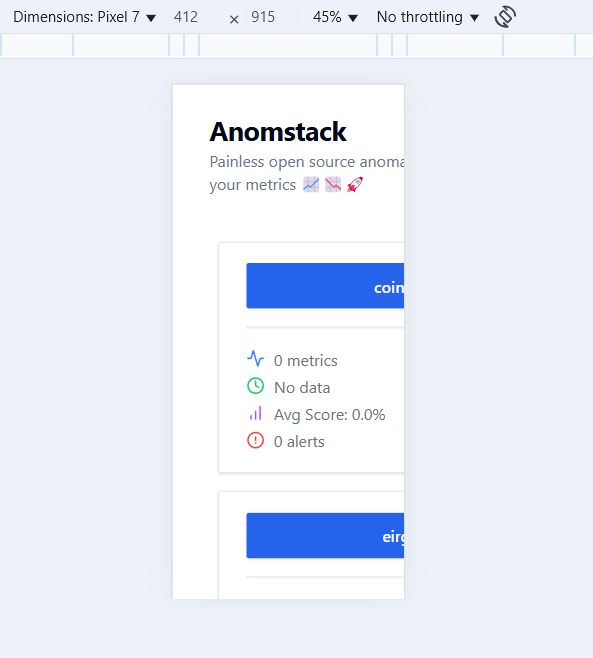 Dimensions: Pixel 7 412 × 915 45% No throttling
Anomstack
Painless open source anoma
your metrics 📈 📉 🚀
coin
0 metrics
No data
Avg Score: 0.0%
0 alerts
eirg